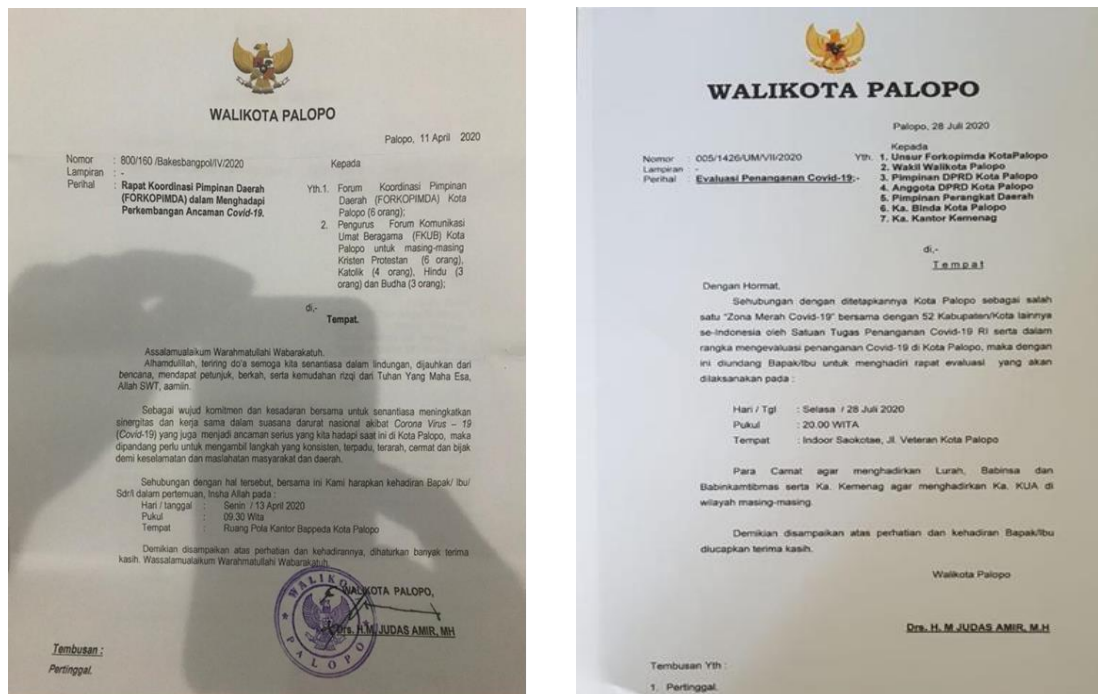 WALIKOTA PALOPO
Palopo, 11 April 2020
Nomor : 800/160 /Bakesbangpol/IV/2020
Lampiran : -
Perihal : Rapat Koordinasi Pimpinan Daerah
(FORKOPIMDA) dalam Menghadapi
Perkembangan Ancaman Covid-19.
Kepada
Yth.1. Forum Koordinasi Pimpinan
Daerah (FORKOPIMDA) Kota
Palopo (6 orang);
2. Pengurus Forum Komunikasi
Umat Beragama (FKUB) Kota
Palopo untuk masing-masing
Kristen Protestan (6 orang),
Katolik (4 orang), Hindu (3
orang) dan Budha (3 orang);
di,-
Tempat.
Assalamualaikum Warahmatullahi Wabarakatuh.
Alhamdulillah, teriring do'a semoga kita senantiasa dalam lindungan, dijauhkan dari
bencana, mendapat petunjuk, berkah, serta kemudahan rizqi dari Tuhan Yang Maha Esa,
Allah SWT, aamiin.
Sebagai wujud komitmen dan kesadaran bersama untuk senantiasa meningkatkan
sinergitas dan kerja sama dalam suasana darurat nasional akibat Corona Virus – 19
(Covid-19) yang juga menjadi ancaman serius yang kita hadapi saat ini di Kota Palopo, maka
dipandang perlu untuk mengambil langkah yang konsisten, terpadu, terarah, cermat dan bijak
demi keselamatan dan maslahatan masyarakat dan daerah.
Sehubungan dengan hal tersebut, bersama ini Kami harapkan kehadiran Bapak/ Ibu/
Sdr/i dalam pertemuan, Insha Allah pada :
Hari / tanggal : Senin / 13 April 2020
Pukul : 09.30 Wita
Tempat : Ruang Pola Kantor Bappeda Kota Palopo
Demikian disampaikan atas perhatian dan kehadirannya, dihaturkan banyak terima
kasih. Wassalamualaikum Warahmatullahi Wabarakatuh.
WALIKOTA PALOPO,
WALIKO
PALOPO
Drs. H.M. JUDAS AMIR, MH
Tembusan :
Pertinggal.
WALIKOTA PALOPO
Palopo, 28 Juli 2020
Nomor : 005/1426/UM/VII/2020
Lampiran : -
Perihal : Evaluasi Penanganan Covid-19;-
Kepada
Yth. 1. Unsur Forkopimda KotaPalopo
2. Wakil Walikota Palopo
3. Pimpinan DPRD Kota Palopo
4. Anggota DPRD Kota Palopo
5. Pimpinan Perangkat Daerah
6. Ka. Binda Kota Palopo
7. Ka. Kantor Kemenag
di,-
Tempat
Dengan Hormat,
Sehubungan dengan ditetapkannya Kota Palopo sebagai salah
satu "Zona Merah Covid-19" bersama dengan 52 Kabupaten/Kota lainnya
se-Indonesia oleh Satuan Tugas Penanganan Covid-19 RI serta dalam
rangka mengevaluasi penanganan Covid-19 di Kota Palopo, maka dengan
ini diundang Bapak/Ibu untuk menghadiri rapat evaluasi yang akan
dilaksanakan pada :
Hari / Tgl : Selasa / 28 Juli 2020
Pukul : 20.00 WITA
Tempat : Indoor Saokotae, Jl. Veteran Kota Palopo
Para Camat agar menghadirkan Lurah, Babinsa dan
Babinkamtibmas serta Ka. Kemenag agar menghadirkan Ka. KUA di
wilayah masing-masing.
Demikian disampaikan atas perhatian dan kehadiran Bapak/Ibu
diucapkan terima kasih.
Walikota Palopo
Drs. H. M JUDAS AMIR, M.H
Tembusan Yth :
1. Pertinggal.